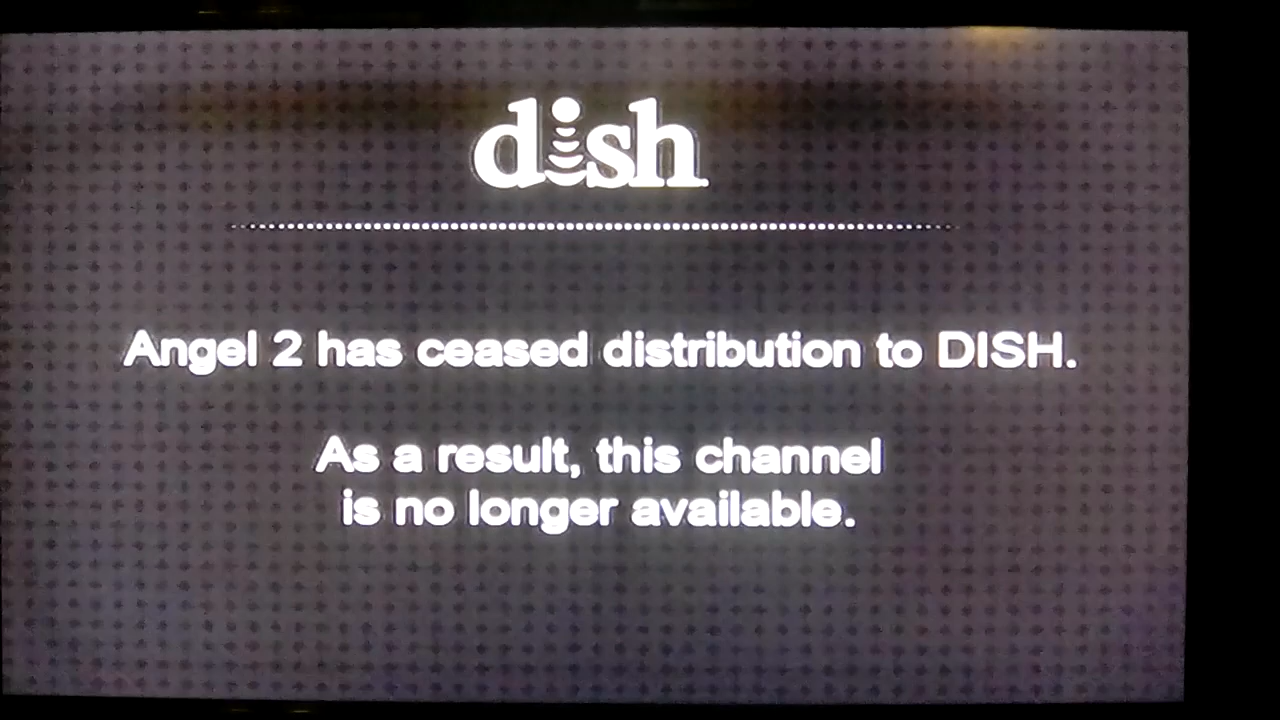 dish
Angel 2 has ceased distribution to DISH.
As a result, this channel
is no longer available.